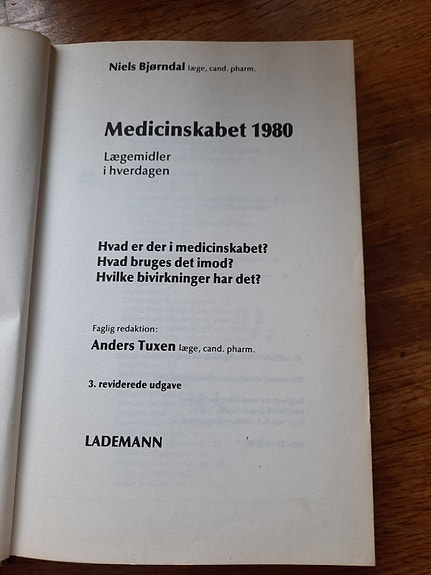 Niels Bjørndal læge, cand. pharm.
Medicinskabet 1980
Lægemidler
i hverdagen
Hvad er der i medicinskabet?
Hvad bruges det imod?
Hvilke bivirkninger har det?
Faglig redaktion:
Anders Tuxen læge, cand. pharm.
3. reviderede udgave
LADEMANN